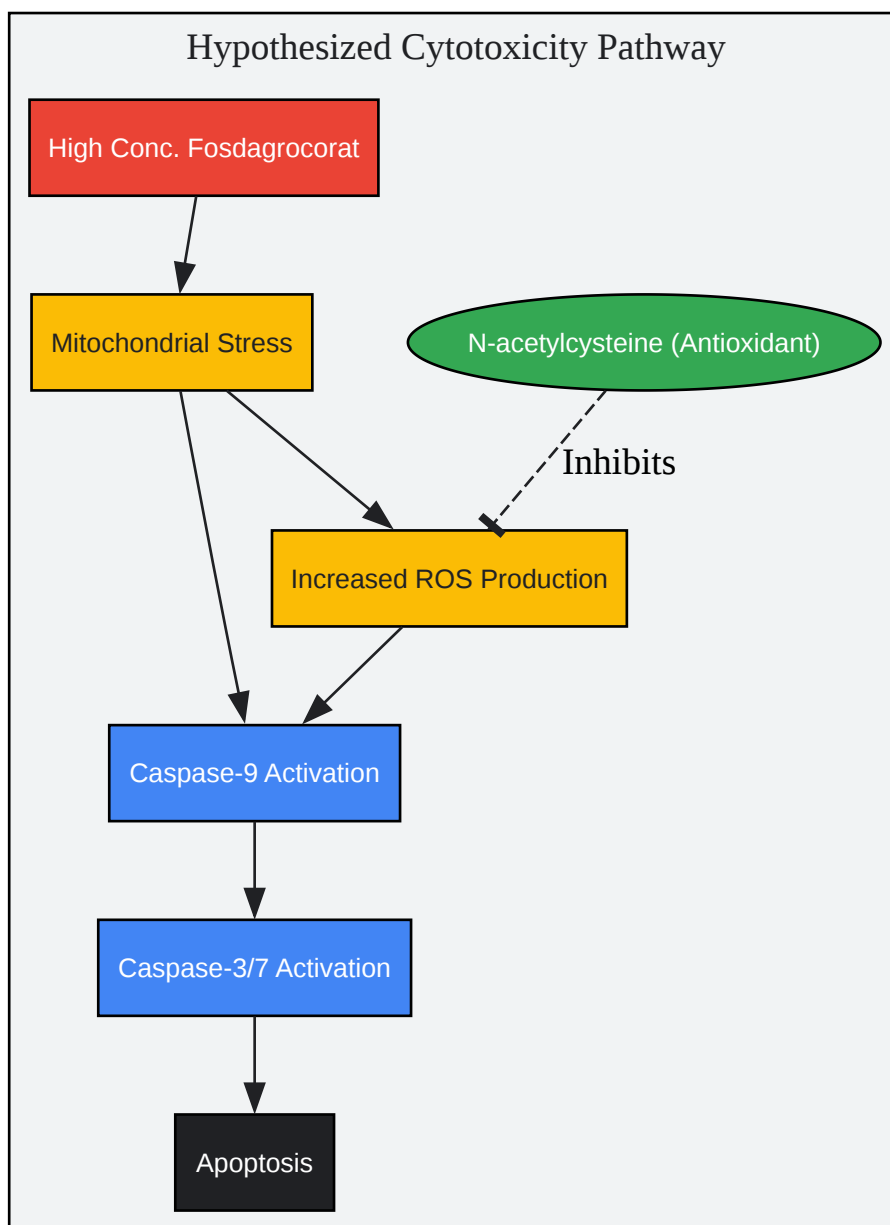 Hypothesized Cytotoxicity Pathway
High Conc. Fosdagrocorat
Mitochondrial Stress
N-acetylcysteine (Antioxidant)
Inhibits
Increased ROS Production
Caspase-9 Activation
Caspase-3/7 Activation
Apoptosis